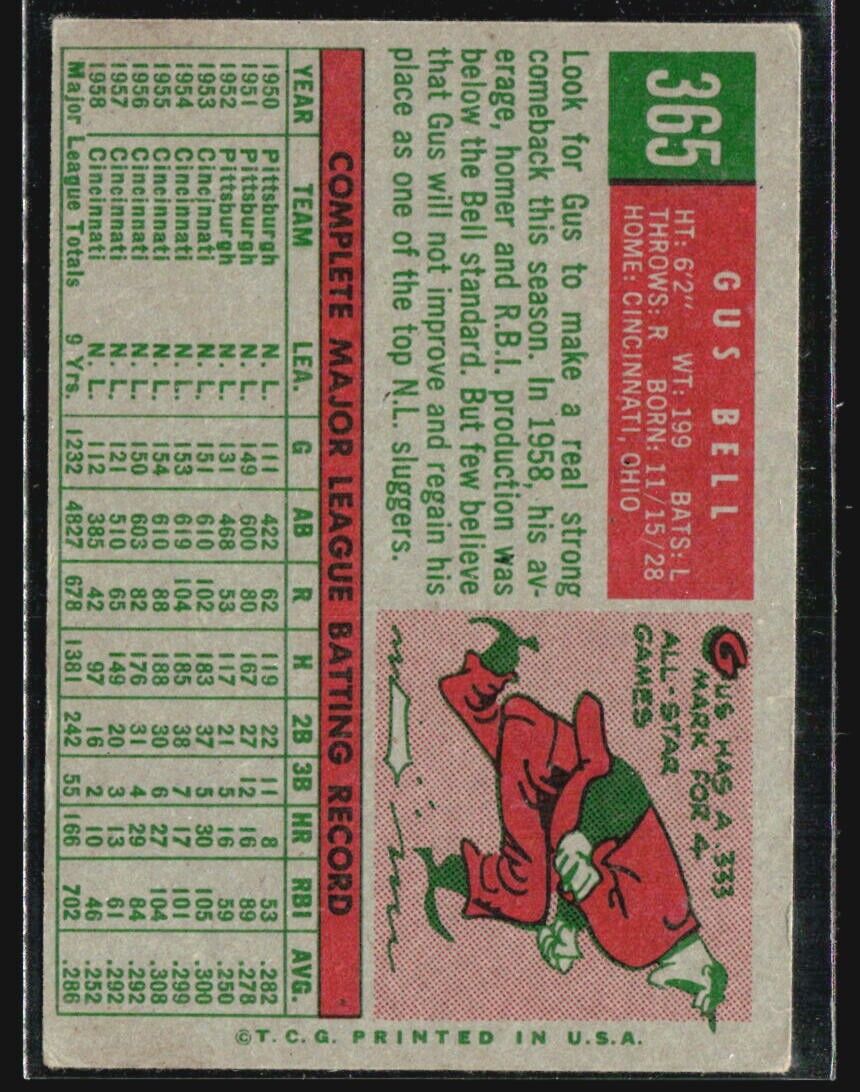 365
GUS BELL
HT: 6'2" WT: 199 BATS: L
THROWS: R BORN: 11/15/28
HOME: CINCINNATI, OHIO
Look for Gus to make a real strong
comeback this season. In 1958, his av-
erage, homer and R.B.I. production was
below the Bell standard. But few believe
that Gus will not improve and regain his
place as one of the top N.L. sluggers.
GUS HAS A .333
MARK FOR 4
ALL-STAR
GAMES
COMPLETE MAJOR LEAGUE BATTING RECORD
YEAR TEAM LEA. G AB R H 2B 3B HR RBI AVG.
1950 Pittsburgh N. L. 111 422 62 119 22 11 8 53 .282
1951 Pittsburgh N. L. 149 600 80 167 27 12 16 89 .278
1952 Pittsburgh N. L. 131 468 53 117 21 5 16 59 .250
1953 Cincinnati N. L. 151 610 102 183 37 5 30 105 .300
1954 Cincinnati N. L. 153 619 104 185 38 7 17 101 .299
1955 Cincinnati N. L. 154 610 88 188 30 6 27 104 .308
1956 Cincinnati N. L. 150 603 82 176 31 4 29 84 .292
1957 Cincinnati N. L. 121 510 65 149 20 3 13 61 .292
1958 Cincinnati N. L. 112 385 42 97 16 2 10 46 .252
Major League Totals 9 Yrs. 1232 4827 678 1381 242 55 166 702 .286
©T. C. G. PRINTED IN U.S.A.